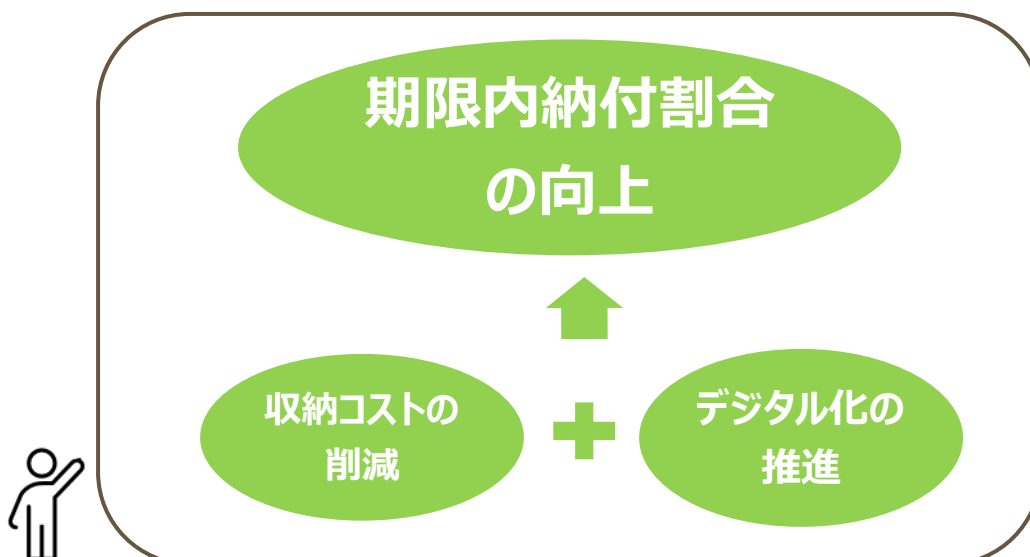 期限内納付割合
の向上
収納コストの
削減
デジタル化の
推進